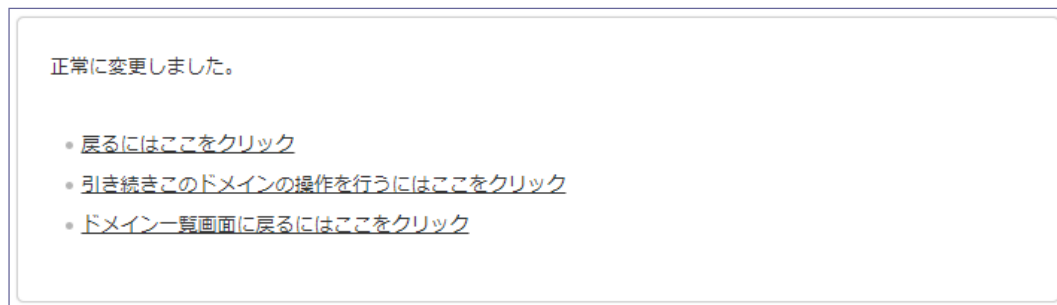 正常に変更しました。
戻るにはここをクリック
引き続きこのドメインの操作を行うにはここをクリック
ドメイン一覧画面に戻るにはここをクリック